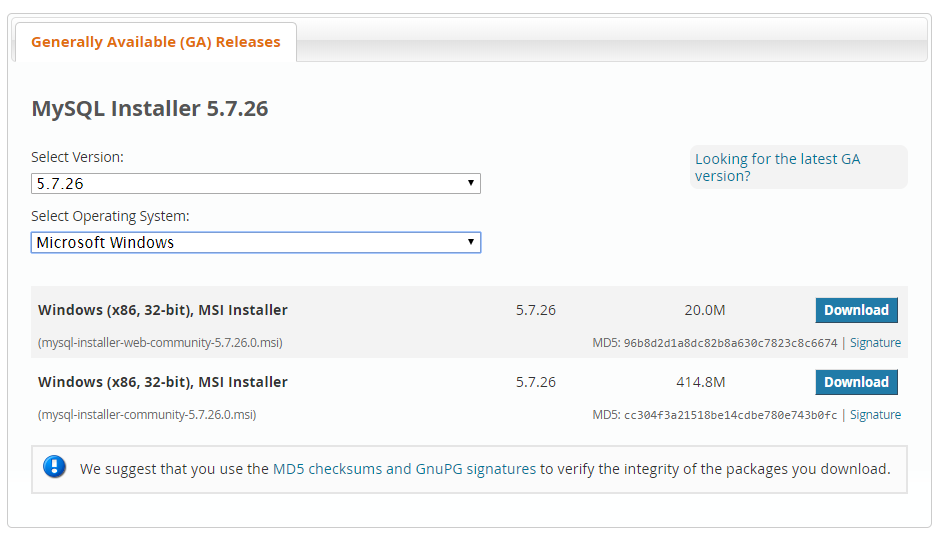 Generally Available (GA) Releases
MySQL Installer 5.7.26
Select Version:
5.7.26
Looking for the latest GA
version?
Select Operating System:
Microsoft Windows
Windows (x86, 32-bit), MSI Installer 5.7.26 20.0M Download
(mysql-installer-web-community-5.7.26.0.msi) MD5: 96b8d2d1a8dc82b8a630c7823c8c6674 | Signature
Windows (x86, 32-bit), MSI Installer 5.7.26 414.8M Download
(mysql-installer-community-5.7.26.0.msi) MD5: cc304f3a21518be14cdbe780e743b0fc | Signature
We suggest that you use the MD5 checksums and GnuPG signatures to verify the integrity of the packages you download.